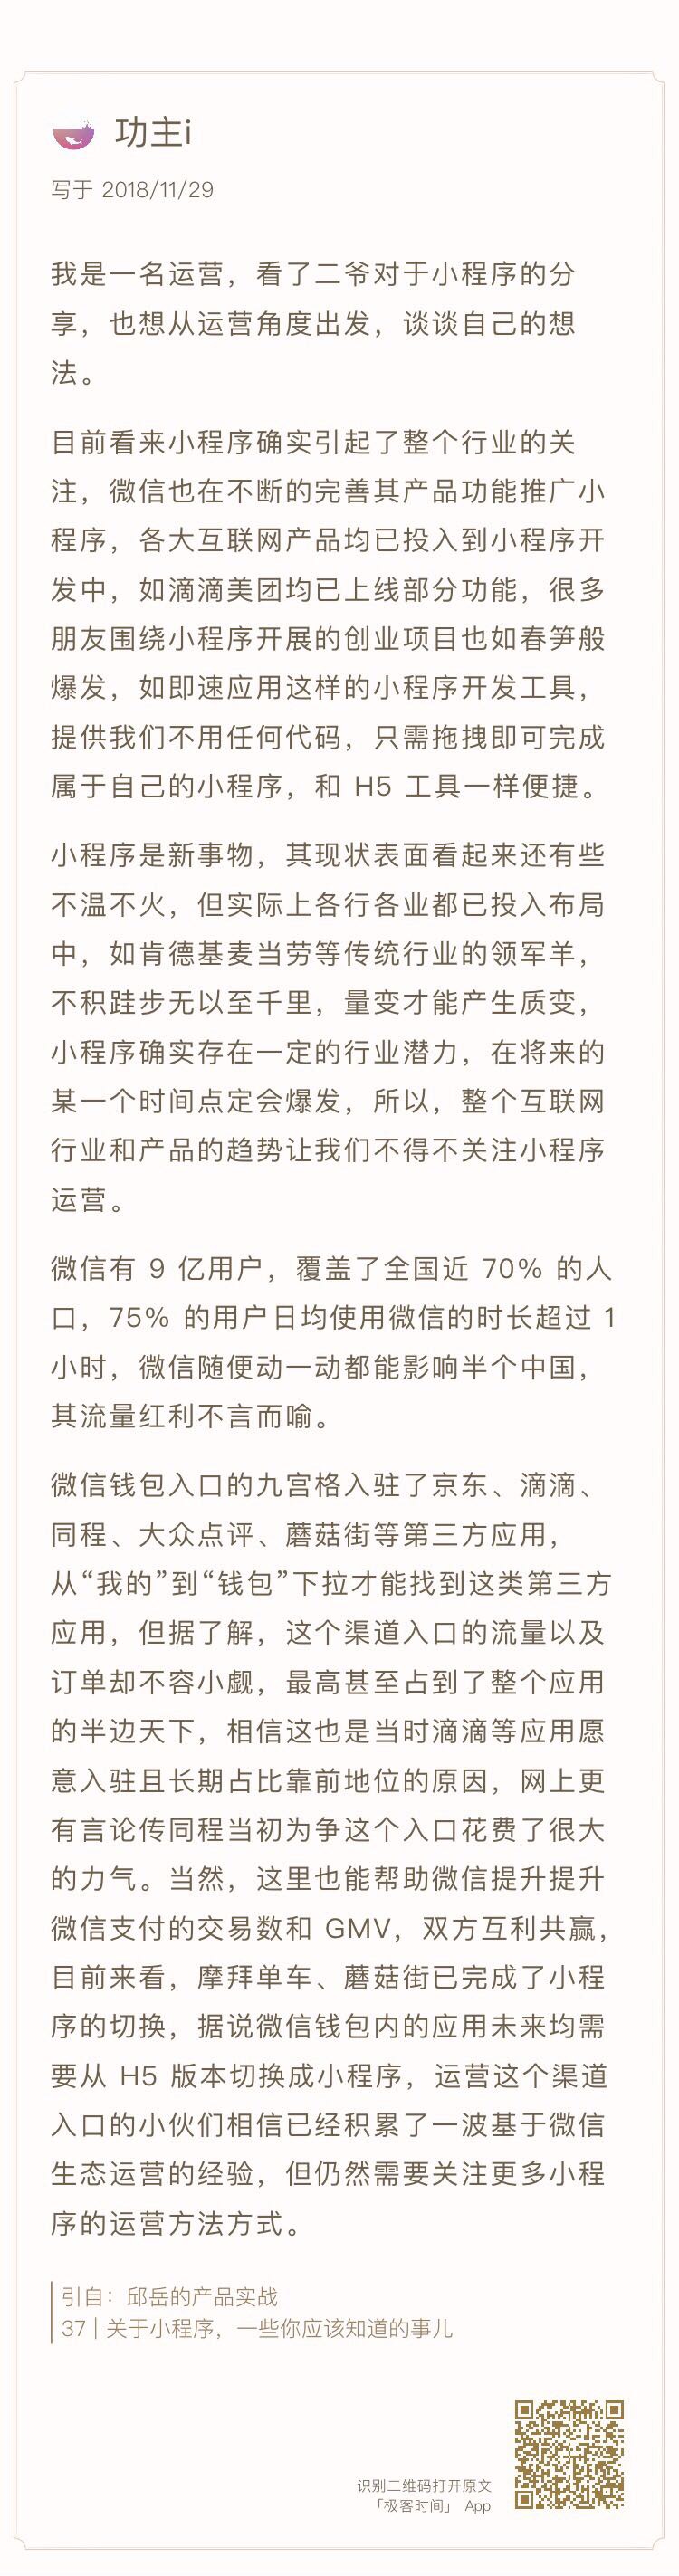 功主i
写于 2018/11/29
我是一名运营，看了二爷对于小程序的分
享，也想从运营角度出发，谈谈自己的想
法。
目前看来小程序确实引起了整个行业的关
注，微信也在不断的完善其产品功能推广小
程序，各大互联网产品均已投入到小程序开
发中，如滴滴美团均已上线部分功能，很多
朋友围绕小程序开展的创业项目也如春笋般
爆发，如即速应用这样的小程序开发工具，
提供我们不用任何代码，只需拖拽即可完成
属于自己的小程序，和 H5 工具一样便捷。
小程序是新事物，其现状表面看起来还有些
不温不火，但实际上各行各业都已投入布局
中，如肯德基麦当劳等传统行业的领军羊，
不积跬步无以至千里，量变才能产生质变，
小程序确实存在一定的行业潜力，在将来的
某一个时间点定会爆发，所以，整个互联网
行业和产品的趋势让我们不得不关注小程序
运营。
微信有 9 亿用户，覆盖了全国近 70% 的人
口，75% 的用户日均使用微信的时长超过 1
小时，微信随便动一动都能影响半个中国，
其流量红利不言而喻。
微信钱包入口的九宫格入驻了京东、滴滴、
同程、大众点评、蘑菇街等第三方应用，
从“我的”到“钱包”下拉才能找到这类第三方
应用，但据了解，这个渠道入口的流量以及
订单却不容小觑，最高甚至占到了整个应用
的半边天下，相信这也是当时滴滴等应用愿
意入驻且长期占比靠前地位的原因，网上更
有言论传同程当初为争这个入口花费了很大
的力气。当然，这里也能帮助微信提升提升
微信支付的交易数和 GMV，双方互利共赢，
目前来看，摩拜单车、蘑菇街已完成了小程
序的切换，据说微信钱包内的应用未来均需
要从 H5 版本切换成小程序，运营这个渠道
入口的小伙们相信已经积累了一波基于微信
生态运营的经验，但仍然需要关注更多小程
序的运营方法方式。
引自：邱岳的产品实战
37 | 关于小程序，一些你应该知道的事儿
识别二维码打开原文
「极客时间」 App